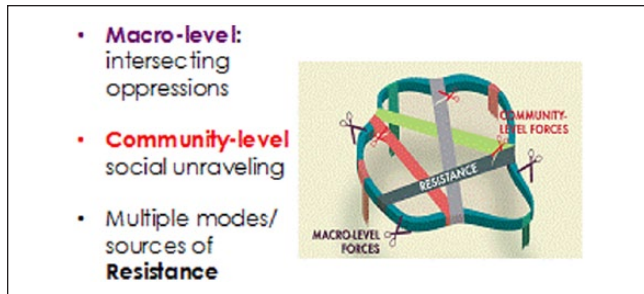 • Macro-level:
intersecting
oppressions
• Community-level
social unraveling
• Multiple modes/
sources of
Resistance
COMMUNITY-
LEVEL FORCES
RESISTANCE
MACRO-LEVEL
FORCES